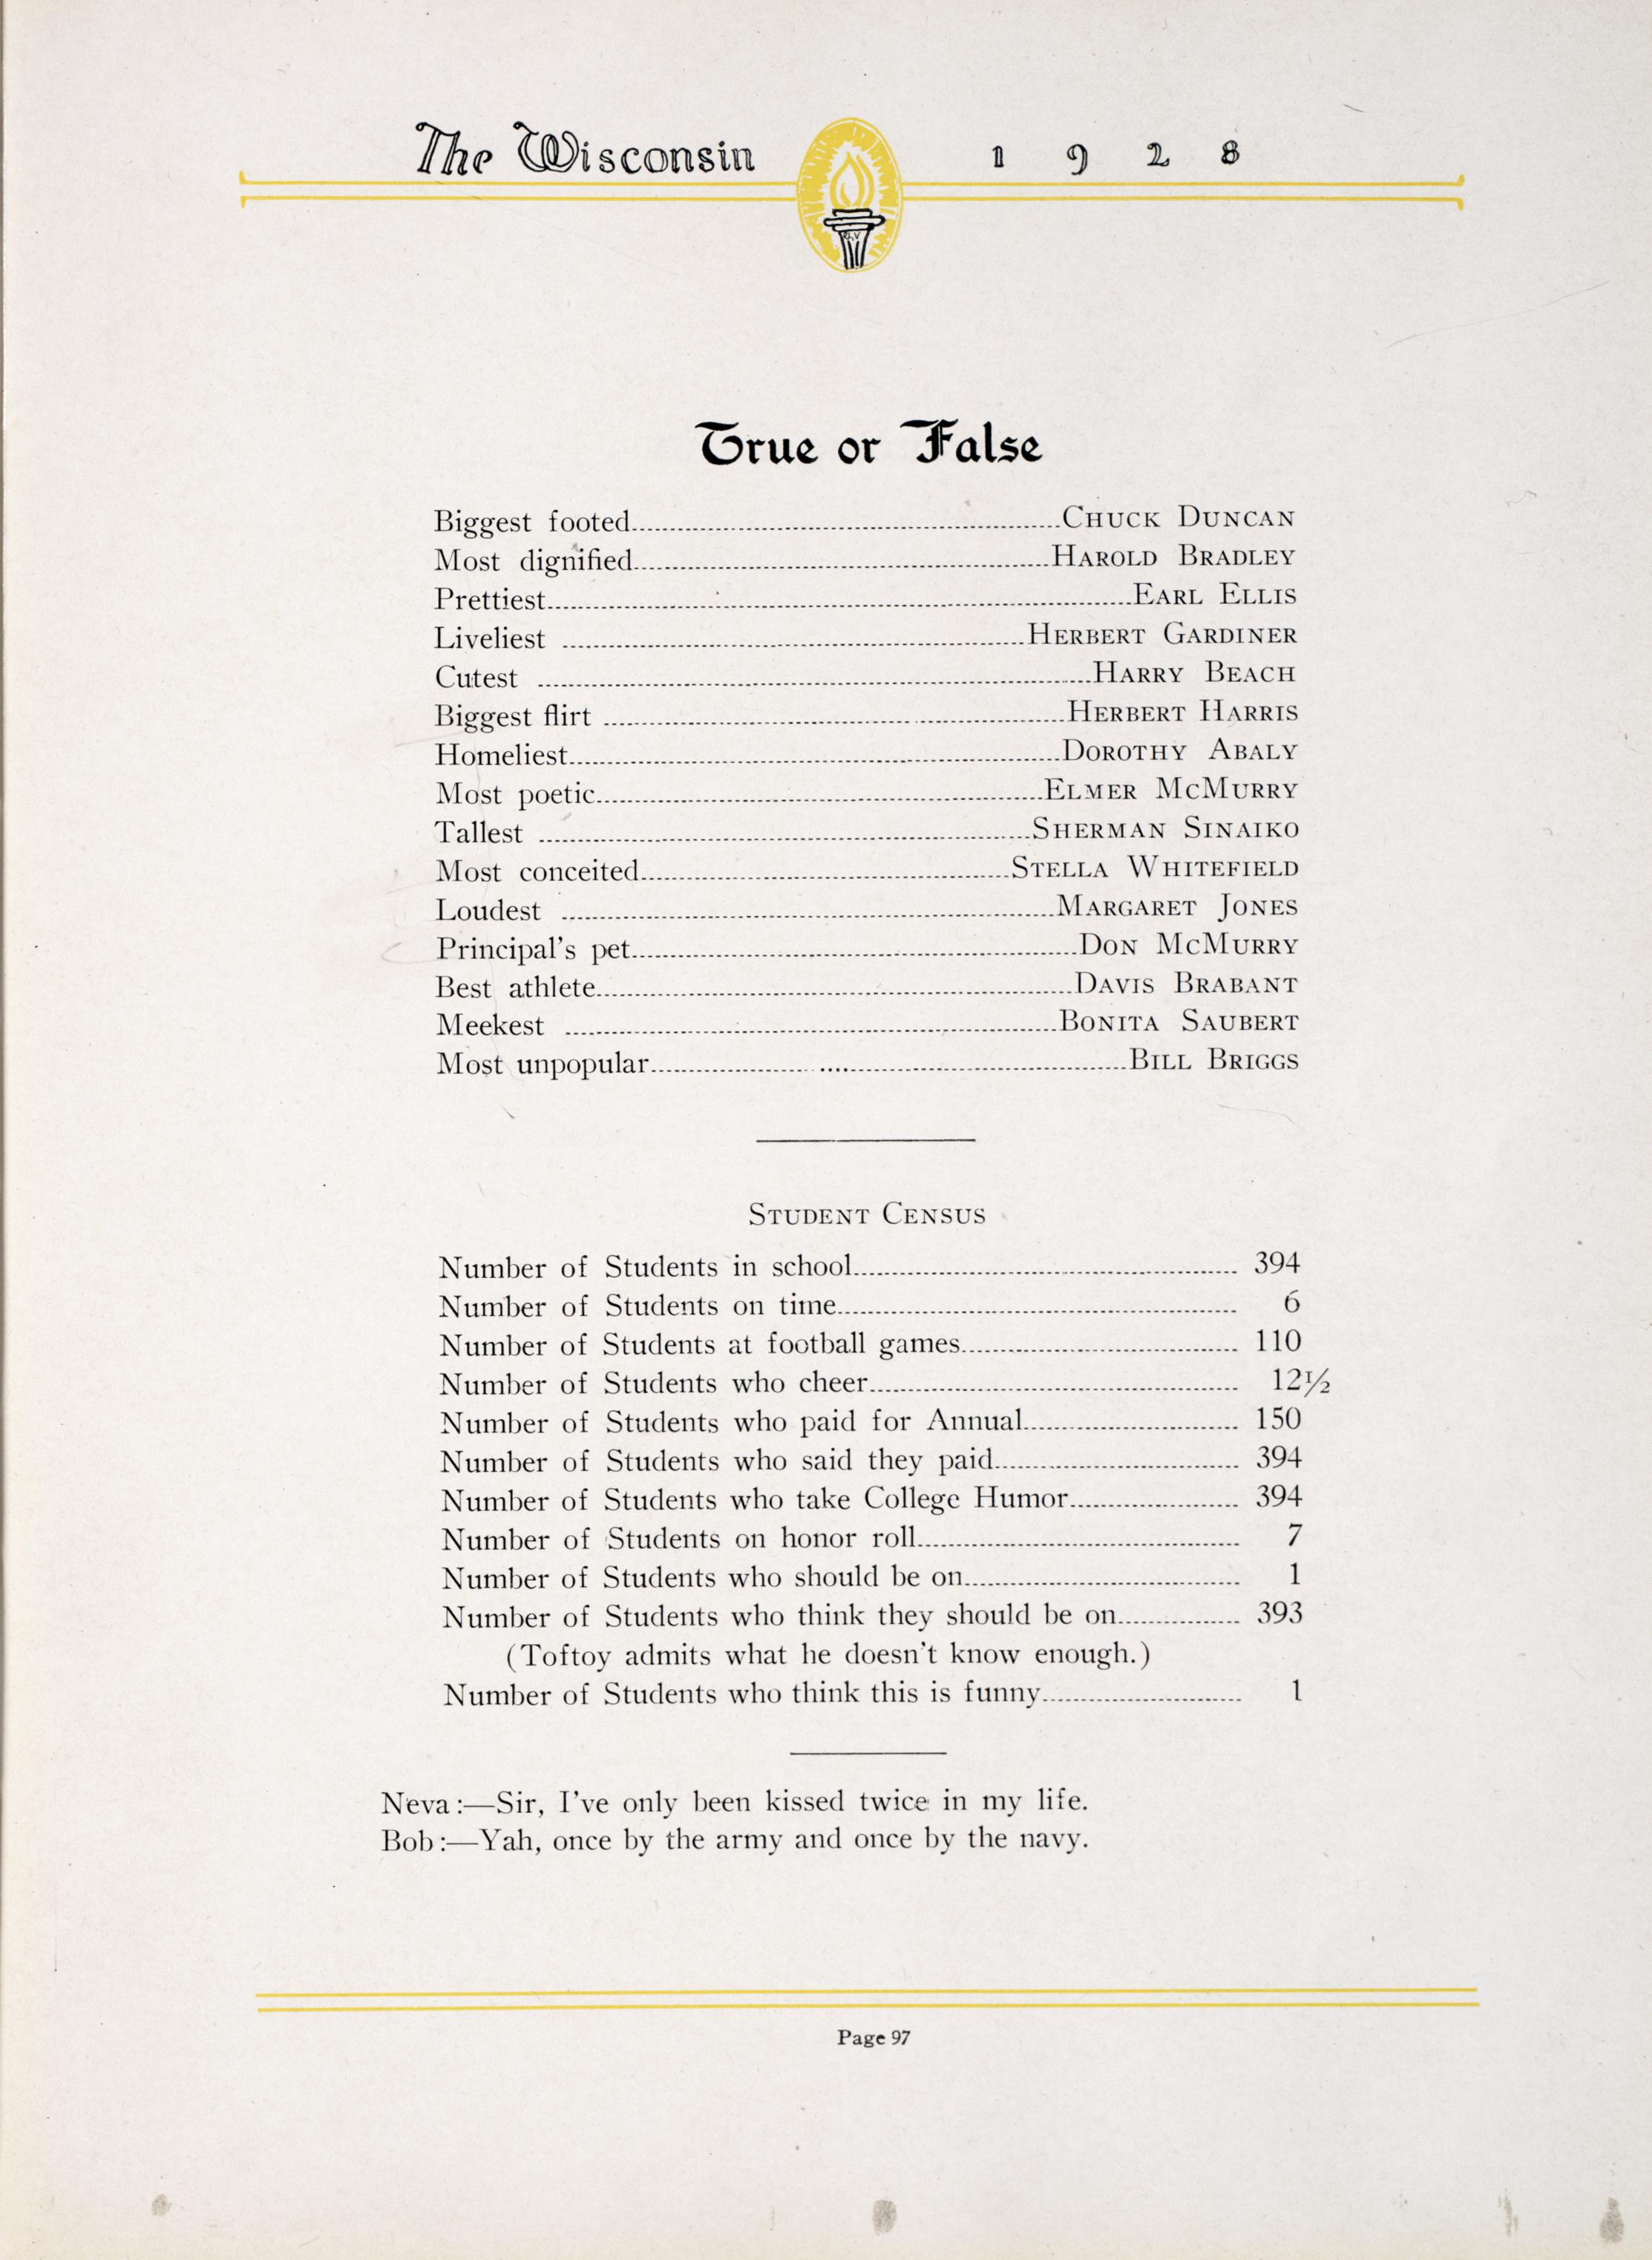 The Wisconsin 1928
True or False
Biggest footed CHUCK DUNCAN
Most dignified HAROLD BRADLEY
Prettiest EARL ELLIS
Liveliest HERBERT GARDINER
Cutest HARRY BEACH
Biggest flirt HERBERT HARRIS
Homeliest DOROTHY ABALY
Most poetic ELMER MCMURRY
Tallest SHERMAN SINAIKO
Most conceited STELLA WHITEFIELD
Loudest MARGARET JONES
Principal's pet DON MCMURRY
Best athlete DAVIS BRABANT
Meekest BONITA SAUBERT
Most unpopular BILL BRIGGS
STUDENT CENSUS
Number of Students in school 394
Number of Students on time 6
Number of Students at football games 110
Number of Students who cheer 12½
Number of Students who paid for Annual 150
Number of Students who said they paid 394
Number of Students who take College Humor 394
Number of Students on honor roll 7
Number of Students who should be on 1
Number of Students who think they should be on 393
(Toftoy admits what he doesn't know enough.)
Number of Students who think this is funny 1
Neva:—Sir, I've only been kissed twice in my life.
Bob:—Yah, once by the army and once by the navy.
Page 97